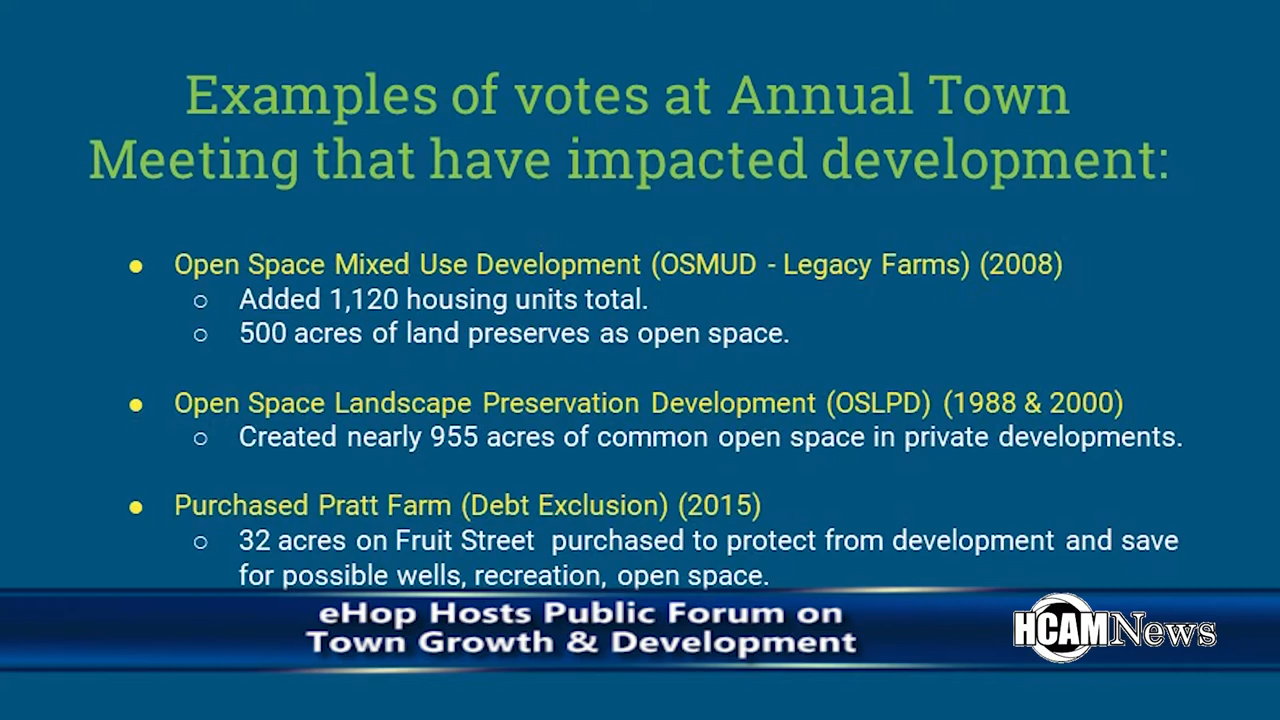 Examples of votes at Annual Town
Meeting that have impacted development:
● Open Space Mixed Use Development (OSMUD - Legacy Farms) (2008)
○ Added 1,120 housing units total.
○ 500 acres of land preserves as open space.
● Open Space Landscape Preservation Development (OSLPD) (1988 & 2000)
○ Created nearly 955 acres of common open space in private developments.
● Purchased Pratt Farm (Debt Exclusion) (2015)
○ 32 acres on Fruit Street purchased to protect from development and save
for possible wells, recreation, open space.
eHop Hosts Public Forum on
Town Growth & Development
HCAM News